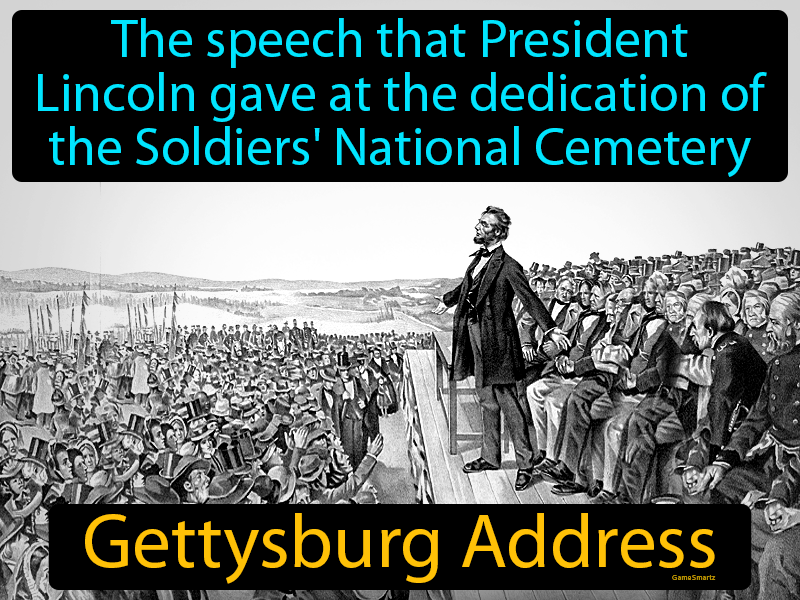 The speech that President
Lincoln gave at the dedication of
the Soldiers' National Cemetery
Gettysburg Address
GameSmartz